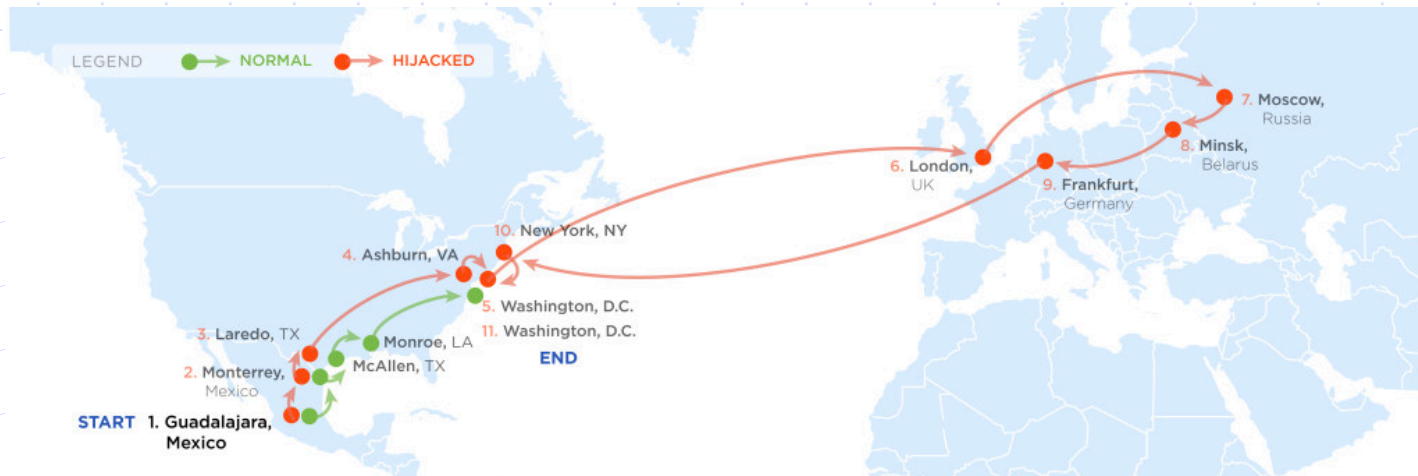 LEGEND NORMAL HIJACKED
7. Moscow,
Russia
8. Minsk,
Belarus
6. London,
UK
9. Frankfurt,
Germany
10. New York, NY
4. Ashburn, VA
5. Washington, D.C.
11. Washington, D.C.
END
3. Laredo, TX
Monroe, LA
McAllen, TX
2. Monterrey,
Mexico
START 1. Guadalajara,
Mexico